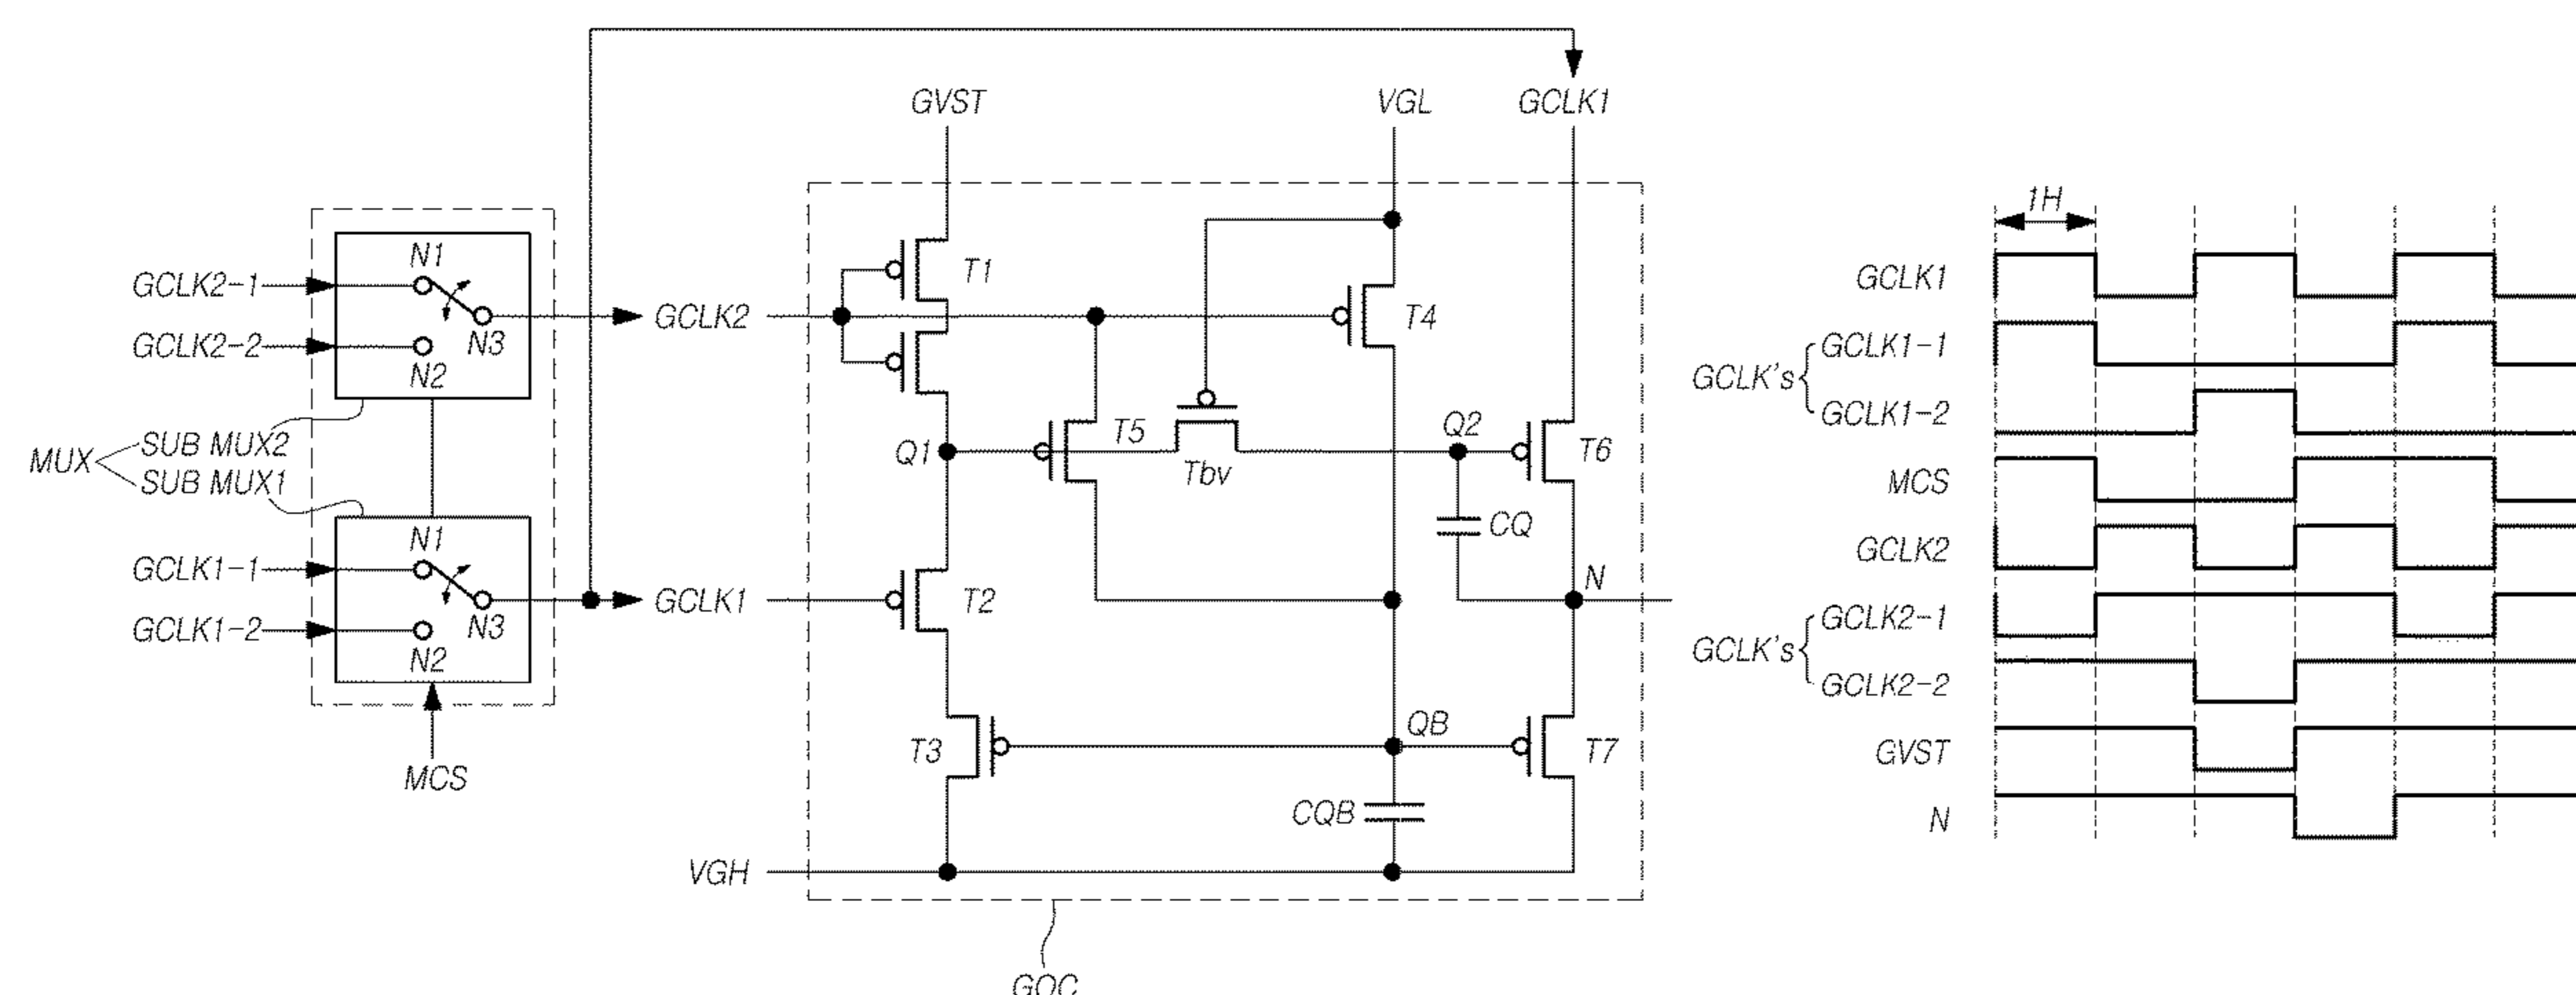 GVST
VGL
GCLK1
N1
GCLK2-1
GCLK2-2
N3
N2
GCLK2
T1
T4
SUB MUX2
MUX
SUB MUX1
Q1
T5
Tbv
Q2
T6
CQ
N1
GCLK1-1
GCLK1-2
N3
N2
GCLK1
T2
N
MCS
T3
QB
T7
CQB
VGH
GOC
1H
GCLK1
GCLK's
GCLK1-1
GCLK1-2
MCS
GCLK2
GCLK's
GCLK2-1
GCLK2-2
GVST
N